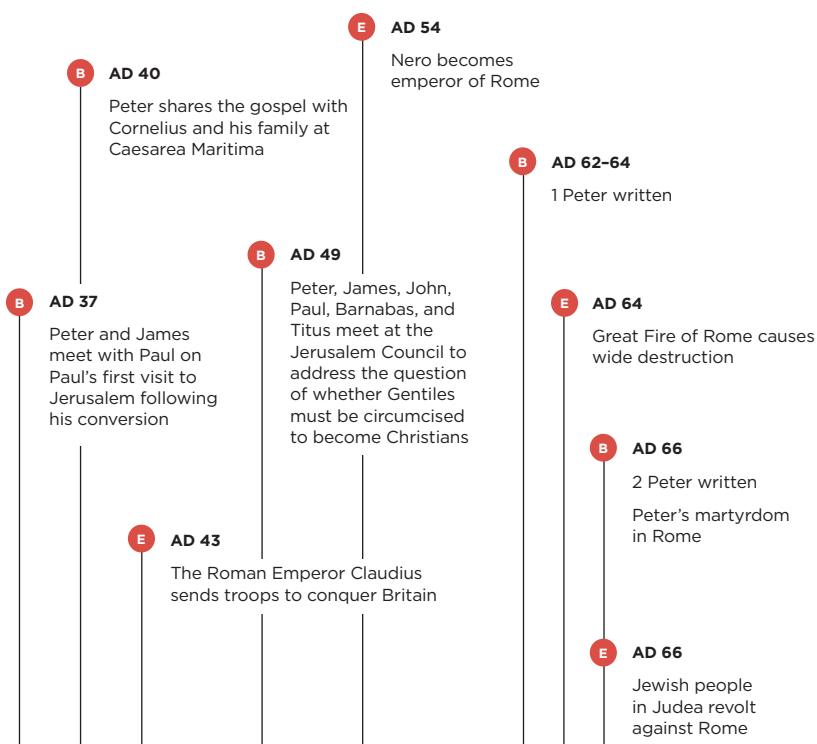 B AD 37
Peter and James
meet with Paul on
Paul's first visit to
Jerusalem following
his conversion
B AD 40
Peter shares the gospel with
Cornelius and his family at
Caesarea Maritima
E AD 43
The Roman Emperor Claudius
sends troops to conquer Britain
B AD 49
Peter, James, John,
Paul, Barnabas, and
Titus meet at the
Jerusalem Council to
address the question
of whether Gentiles
must be circumcised
to become Christians
E AD 54
Nero becomes
emperor of Rome
B AD 62–64
1 Peter written
E AD 64
Great Fire of Rome causes
wide destruction
B AD 66
2 Peter written
Peter's martyrdom
in Rome
E AD 66
Jewish people
in Judea revolt
against Rome